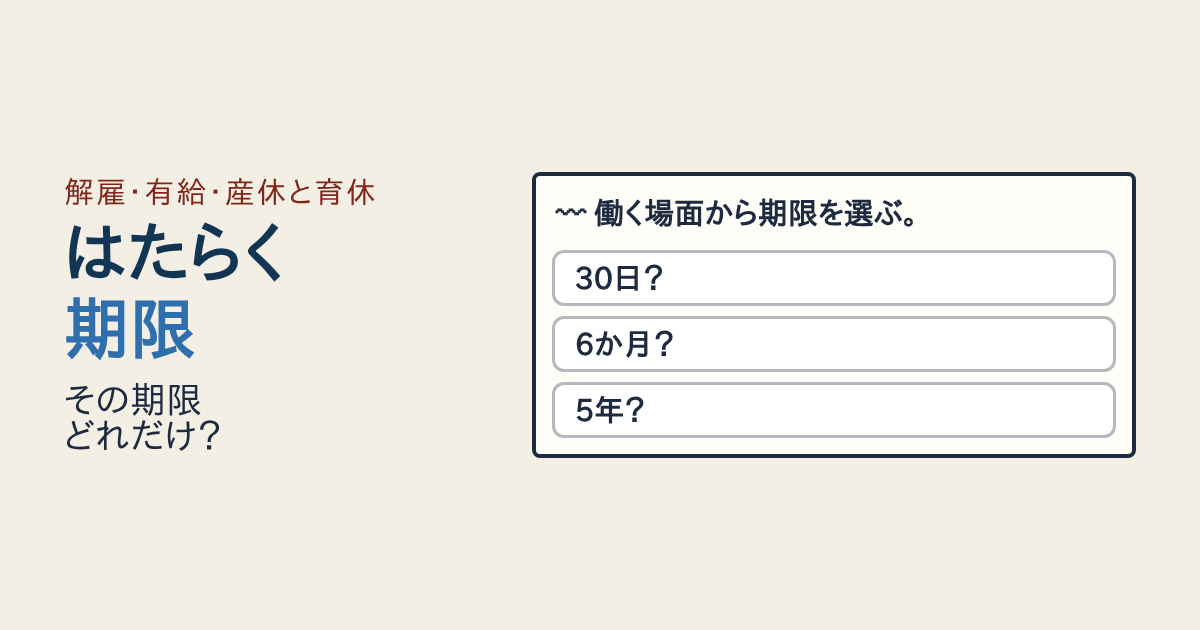 解雇・有給・産休と育休
はたらく
期限
その期限
どれだけ？
〰 働く場面から期限を選ぶ。
30日？
6か月？
5年？